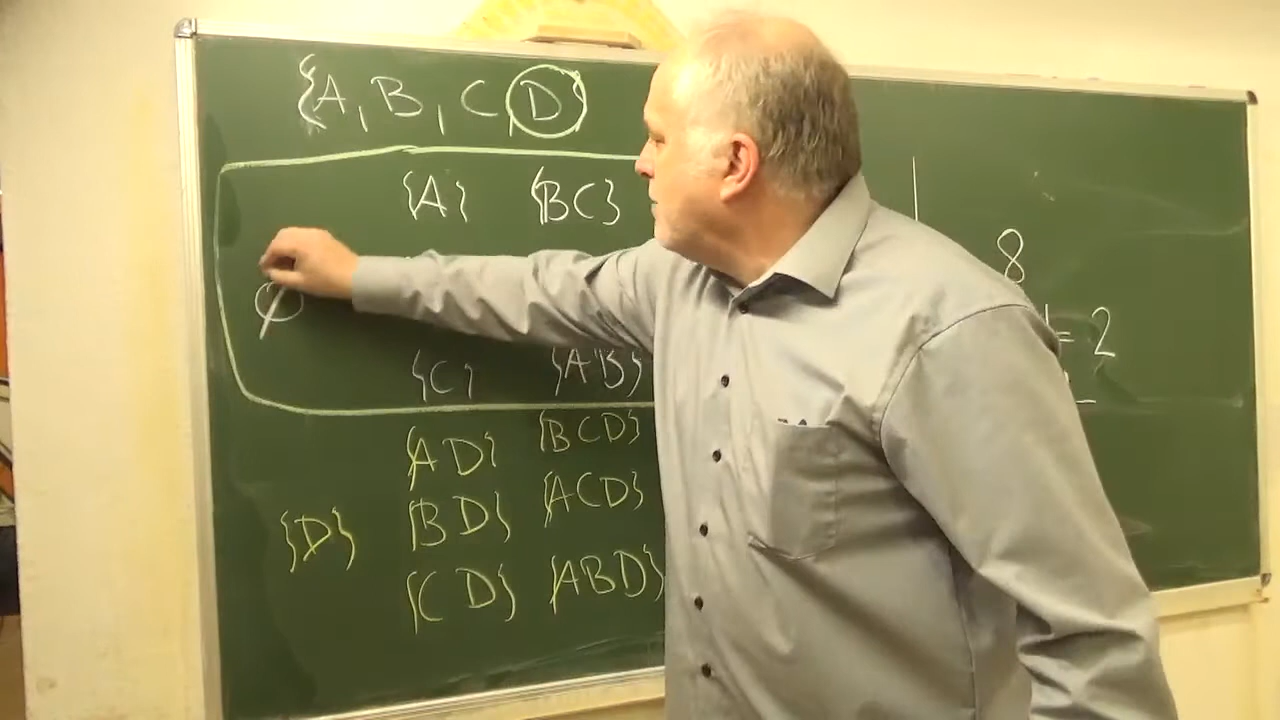 {A, B, C, D}
{A} {BC}
8
∅
= 2
{C} {AB}
{AD} {BCD}
{BD} {ACD}
{D}
{CD} {ABD}